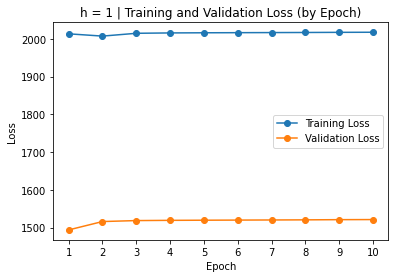 h = 1 | Training and Validation Loss (by Epoch)
2000
1900
1800
1700
1600
1500
Loss
Training Loss
Validation Loss
1 2 3 4 5 6 7 8 9 10
Epoch